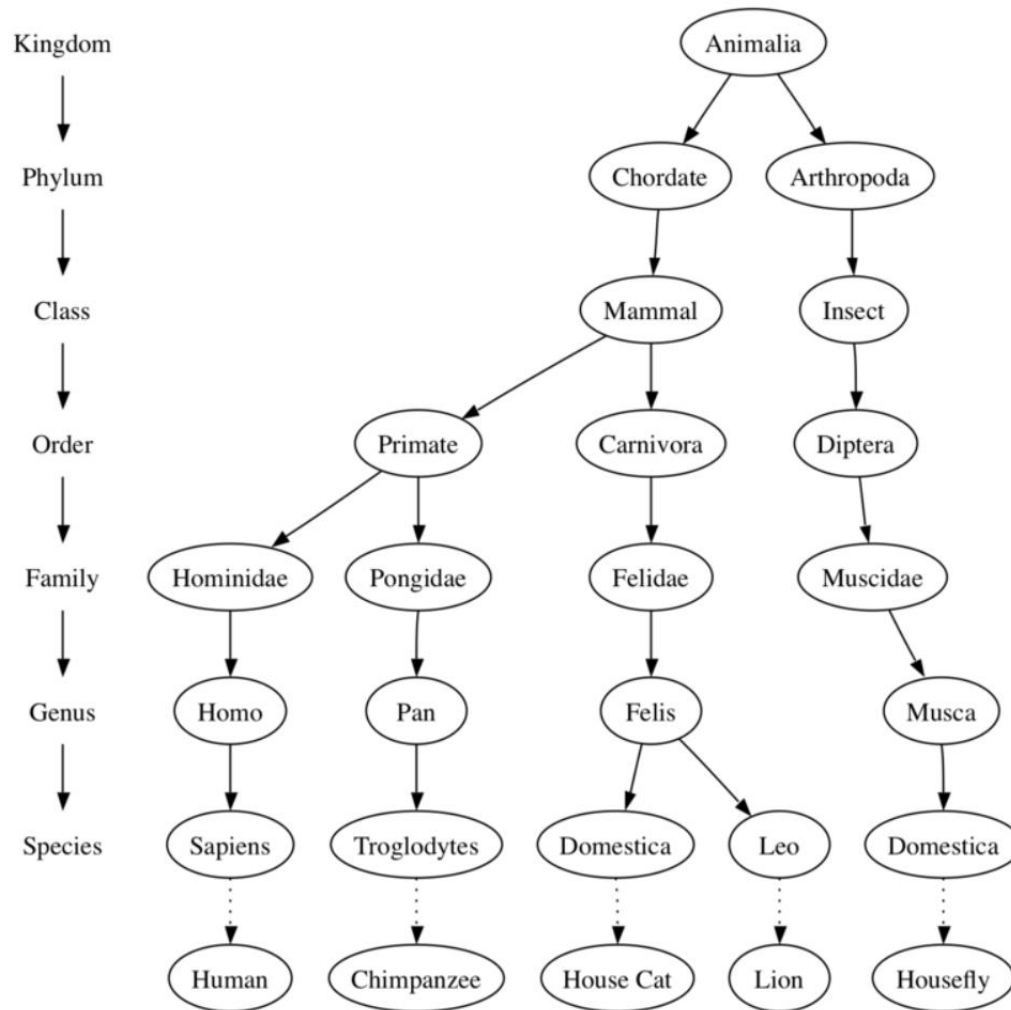 Kingdom Animalia
Phylum Chordate Arthropoda
Class Mammal Insect
Order Primate Carnivora Diptera
Family Hominidae Pongidae Felidae Muscidae
Genus Homo Pan Felis Musca
Species Sapiens Troglodytes Domestica Leo Domestica
Human Chimpanzee House Cat Lion Housefly